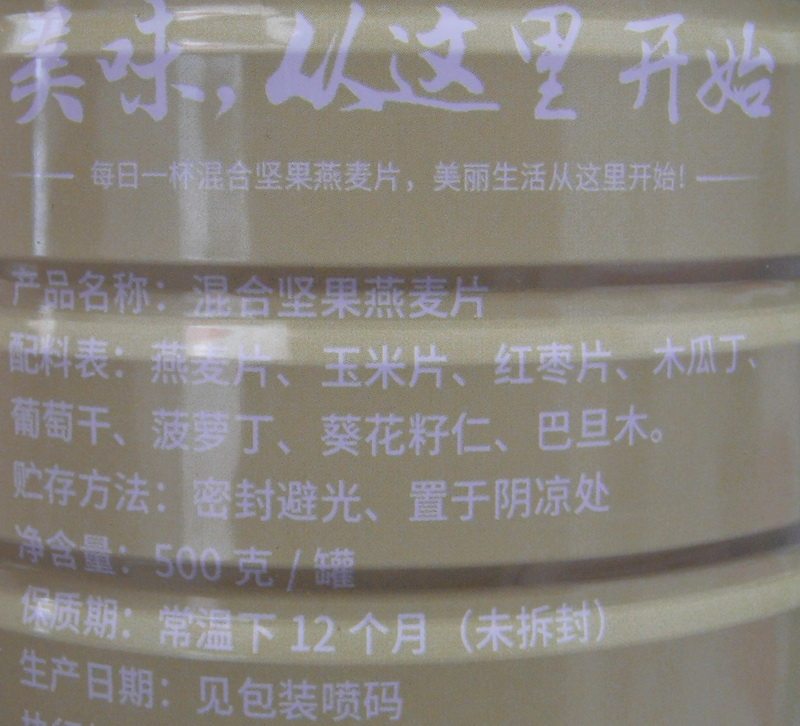 美味，从这里开始
每日一杯混合坚果燕麦片，美丽生活从这里开始!
产品名称：混合坚果燕麦片
配料表：燕麦片、玉米片、红枣片、木瓜丁、
葡萄干、菠萝丁、葵花籽仁、巴旦木。
贮存方法：密封避光、置于阴凉处
净含量：500克/罐
保质期：常温下12个月（未拆封）
生产日期：见包装喷码